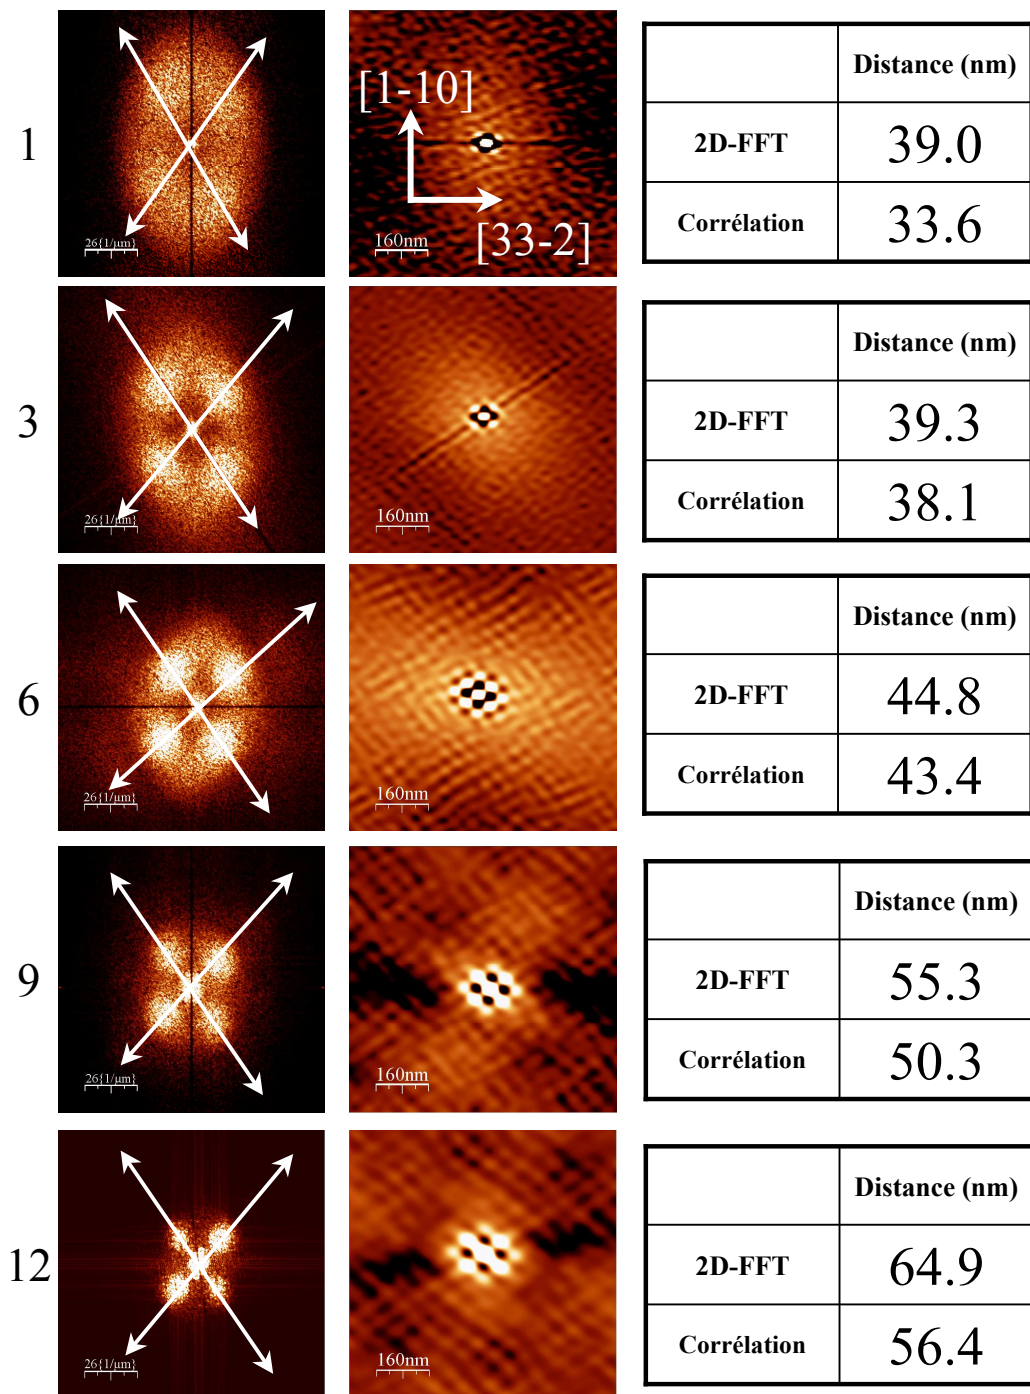 1
26{1/µm}
[1-10]
[33-2]
160nm
Distance (nm)
2D-FFT
39.0
Corrélation
33.6
3
26{1/µm}
160nm
Distance (nm)
2D-FFT
39.3
Corrélation
38.1
6
26{1/µm}
160nm
Distance (nm)
2D-FFT
44.8
Corrélation
43.4
9
26{1/µm}
160nm
Distance (nm)
2D-FFT
55.3
Corrélation
50.3
12
26{1/µm}
160nm
Distance (nm)
2D-FFT
64.9
Corrélation
56.4